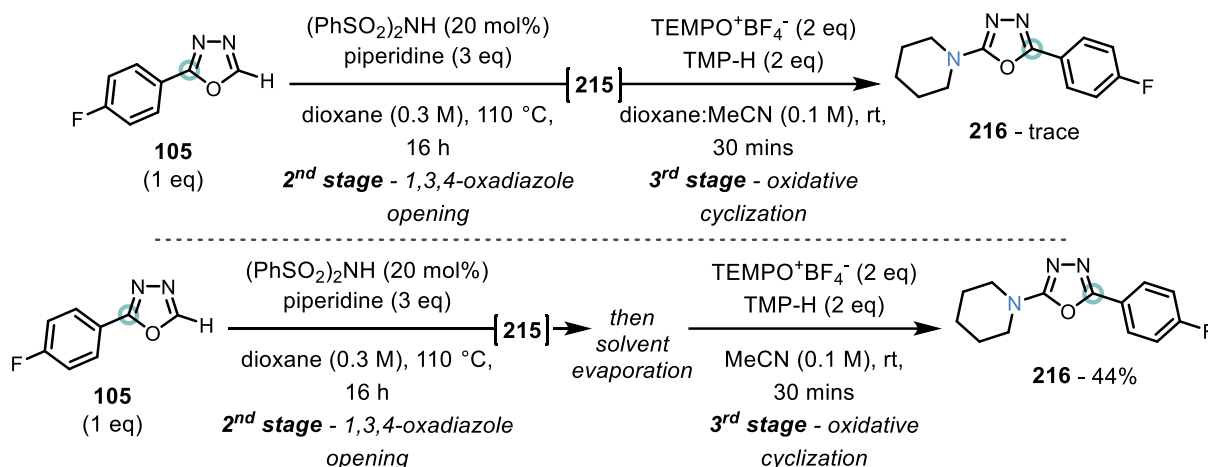 (PhSO₂)₂NH (20 mol%)
piperidine (3 eq)
dioxane (0.3 M), 110 °C,
16 h
2nd stage - 1,3,4-oxadiazole
opening
N N
O
H
F
105
(1 eq)
[215]
TEMPO⁺BF₄⁻ (2 eq)
TMP-H (2 eq)
dioxane:MeCN (0.1 M), rt,
30 mins
3rd stage - oxidative
cyclization
N N
N
O
F
216 - trace
(PhSO₂)₂NH (20 mol%)
piperidine (3 eq)
dioxane (0.3 M), 110 °C,
16 h
2nd stage - 1,3,4-oxadiazole
opening
N N
O
H
F
105
(1 eq)
[215]
then
solvent
evaporation
TEMPO⁺BF₄⁻ (2 eq)
TMP-H (2 eq)
MeCN (0.1 M), rt,
30 mins
3rd stage - oxidative
cyclization
N N
N
O
F
216 - 44%